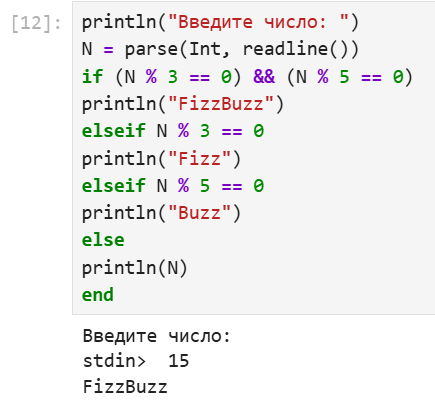 [12]: println("Введите число: ")
N = parse(Int, readline())
if (N % 3 == 0) && (N % 5 == 0)
println("FizzBuzz")
elseif N % 3 == 0
println("Fizz")
elseif N % 5 == 0
println("Buzz")
else
println(N)
end
Введите число:
stdin>  15
FizzBuzz